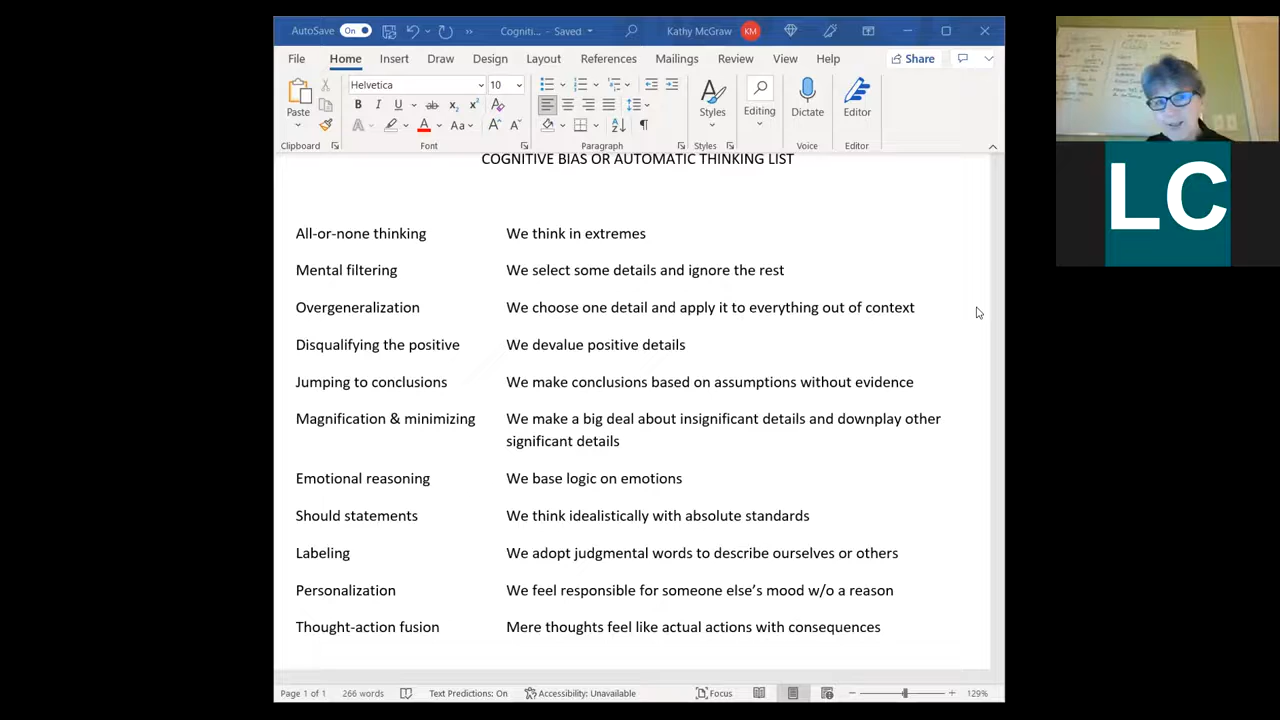 AutoSave On Cogniti... - Saved Kathy McGraw KM
File Home Insert Draw Design Layout References Mailings Review View Help Share
Paste Helvetica 10 Styles Editing Dictate Editor
B I U ab x₂ x² A
A A Aa A A
Clipboard Font Paragraph Styles Voice Editor
COGNITIVE BIAS OR AUTOMATIC THINKING LIST
All-or-none thinking We think in extremes
Mental filtering We select some details and ignore the rest
Overgeneralization We choose one detail and apply it to everything out of context
Disqualifying the positive We devalue positive details
Jumping to conclusions We make conclusions based on assumptions without evidence
Magnification & minimizing We make a big deal about insignificant details and downplay other
significant details
Emotional reasoning We base logic on emotions
Should statements We think idealistically with absolute standards
Labeling We adopt judgmental words to describe ourselves or others
Personalization We feel responsible for someone else's mood w/o a reason
Thought-action fusion Mere thoughts feel like actual actions with consequences
Page 1 of 1 266 words Text Predictions: On Accessibility: Unavailable Focus 129%
LC